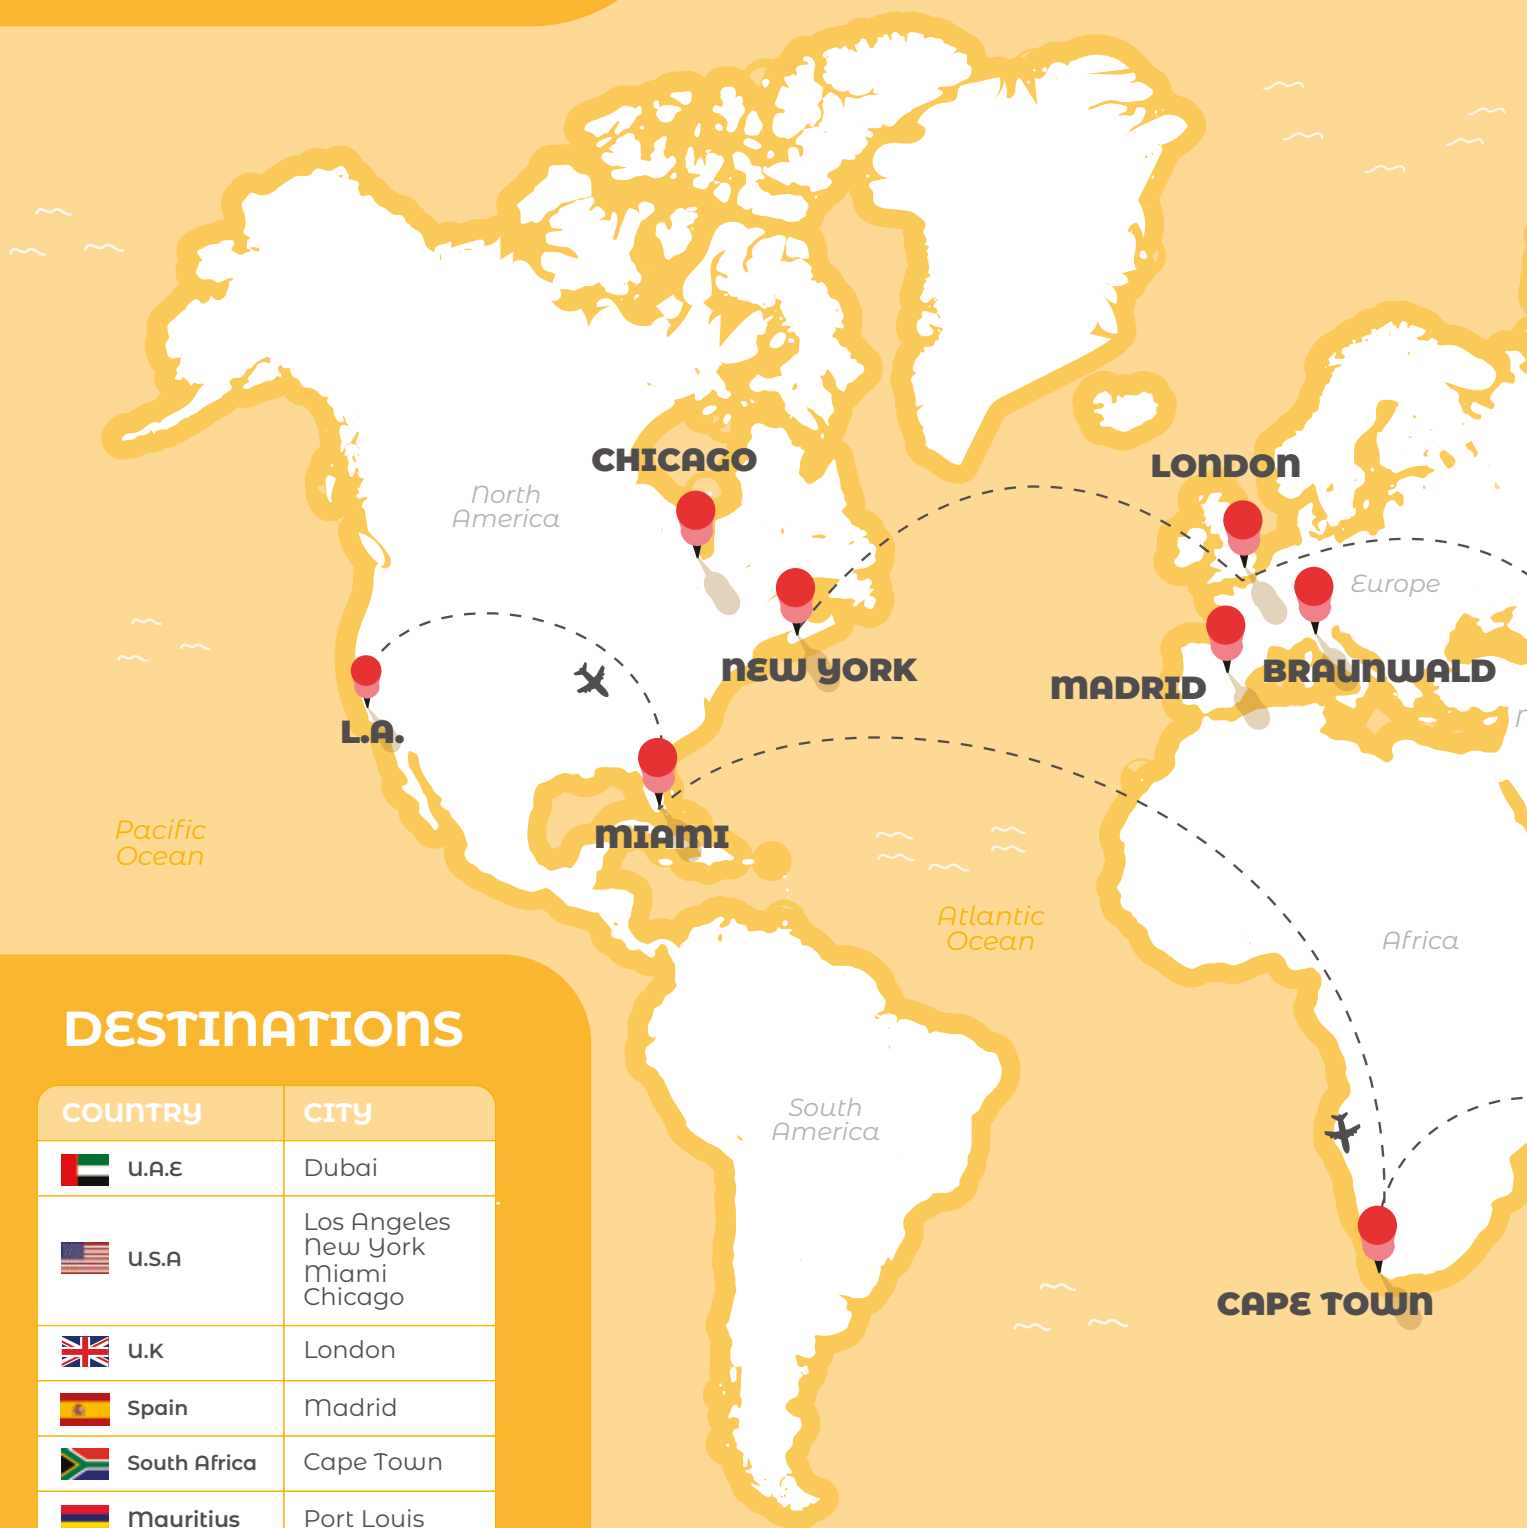 CHICAGO
LONDON
North
America
Europe
NEW YORK
MADRID
BRAUNWALD
L.A.
MIAMI
Pacific
Ocean
Atlantic
Ocean
Africa
South
America
CAPE TOWN
DESTINATIONS
COUNTRY CITY
U.A.E Dubai
U.S.A Los Angeles
New York
Miami
Chicago
U.K London
Spain Madrid
South Africa Cape Town
Mauritius Port Louis